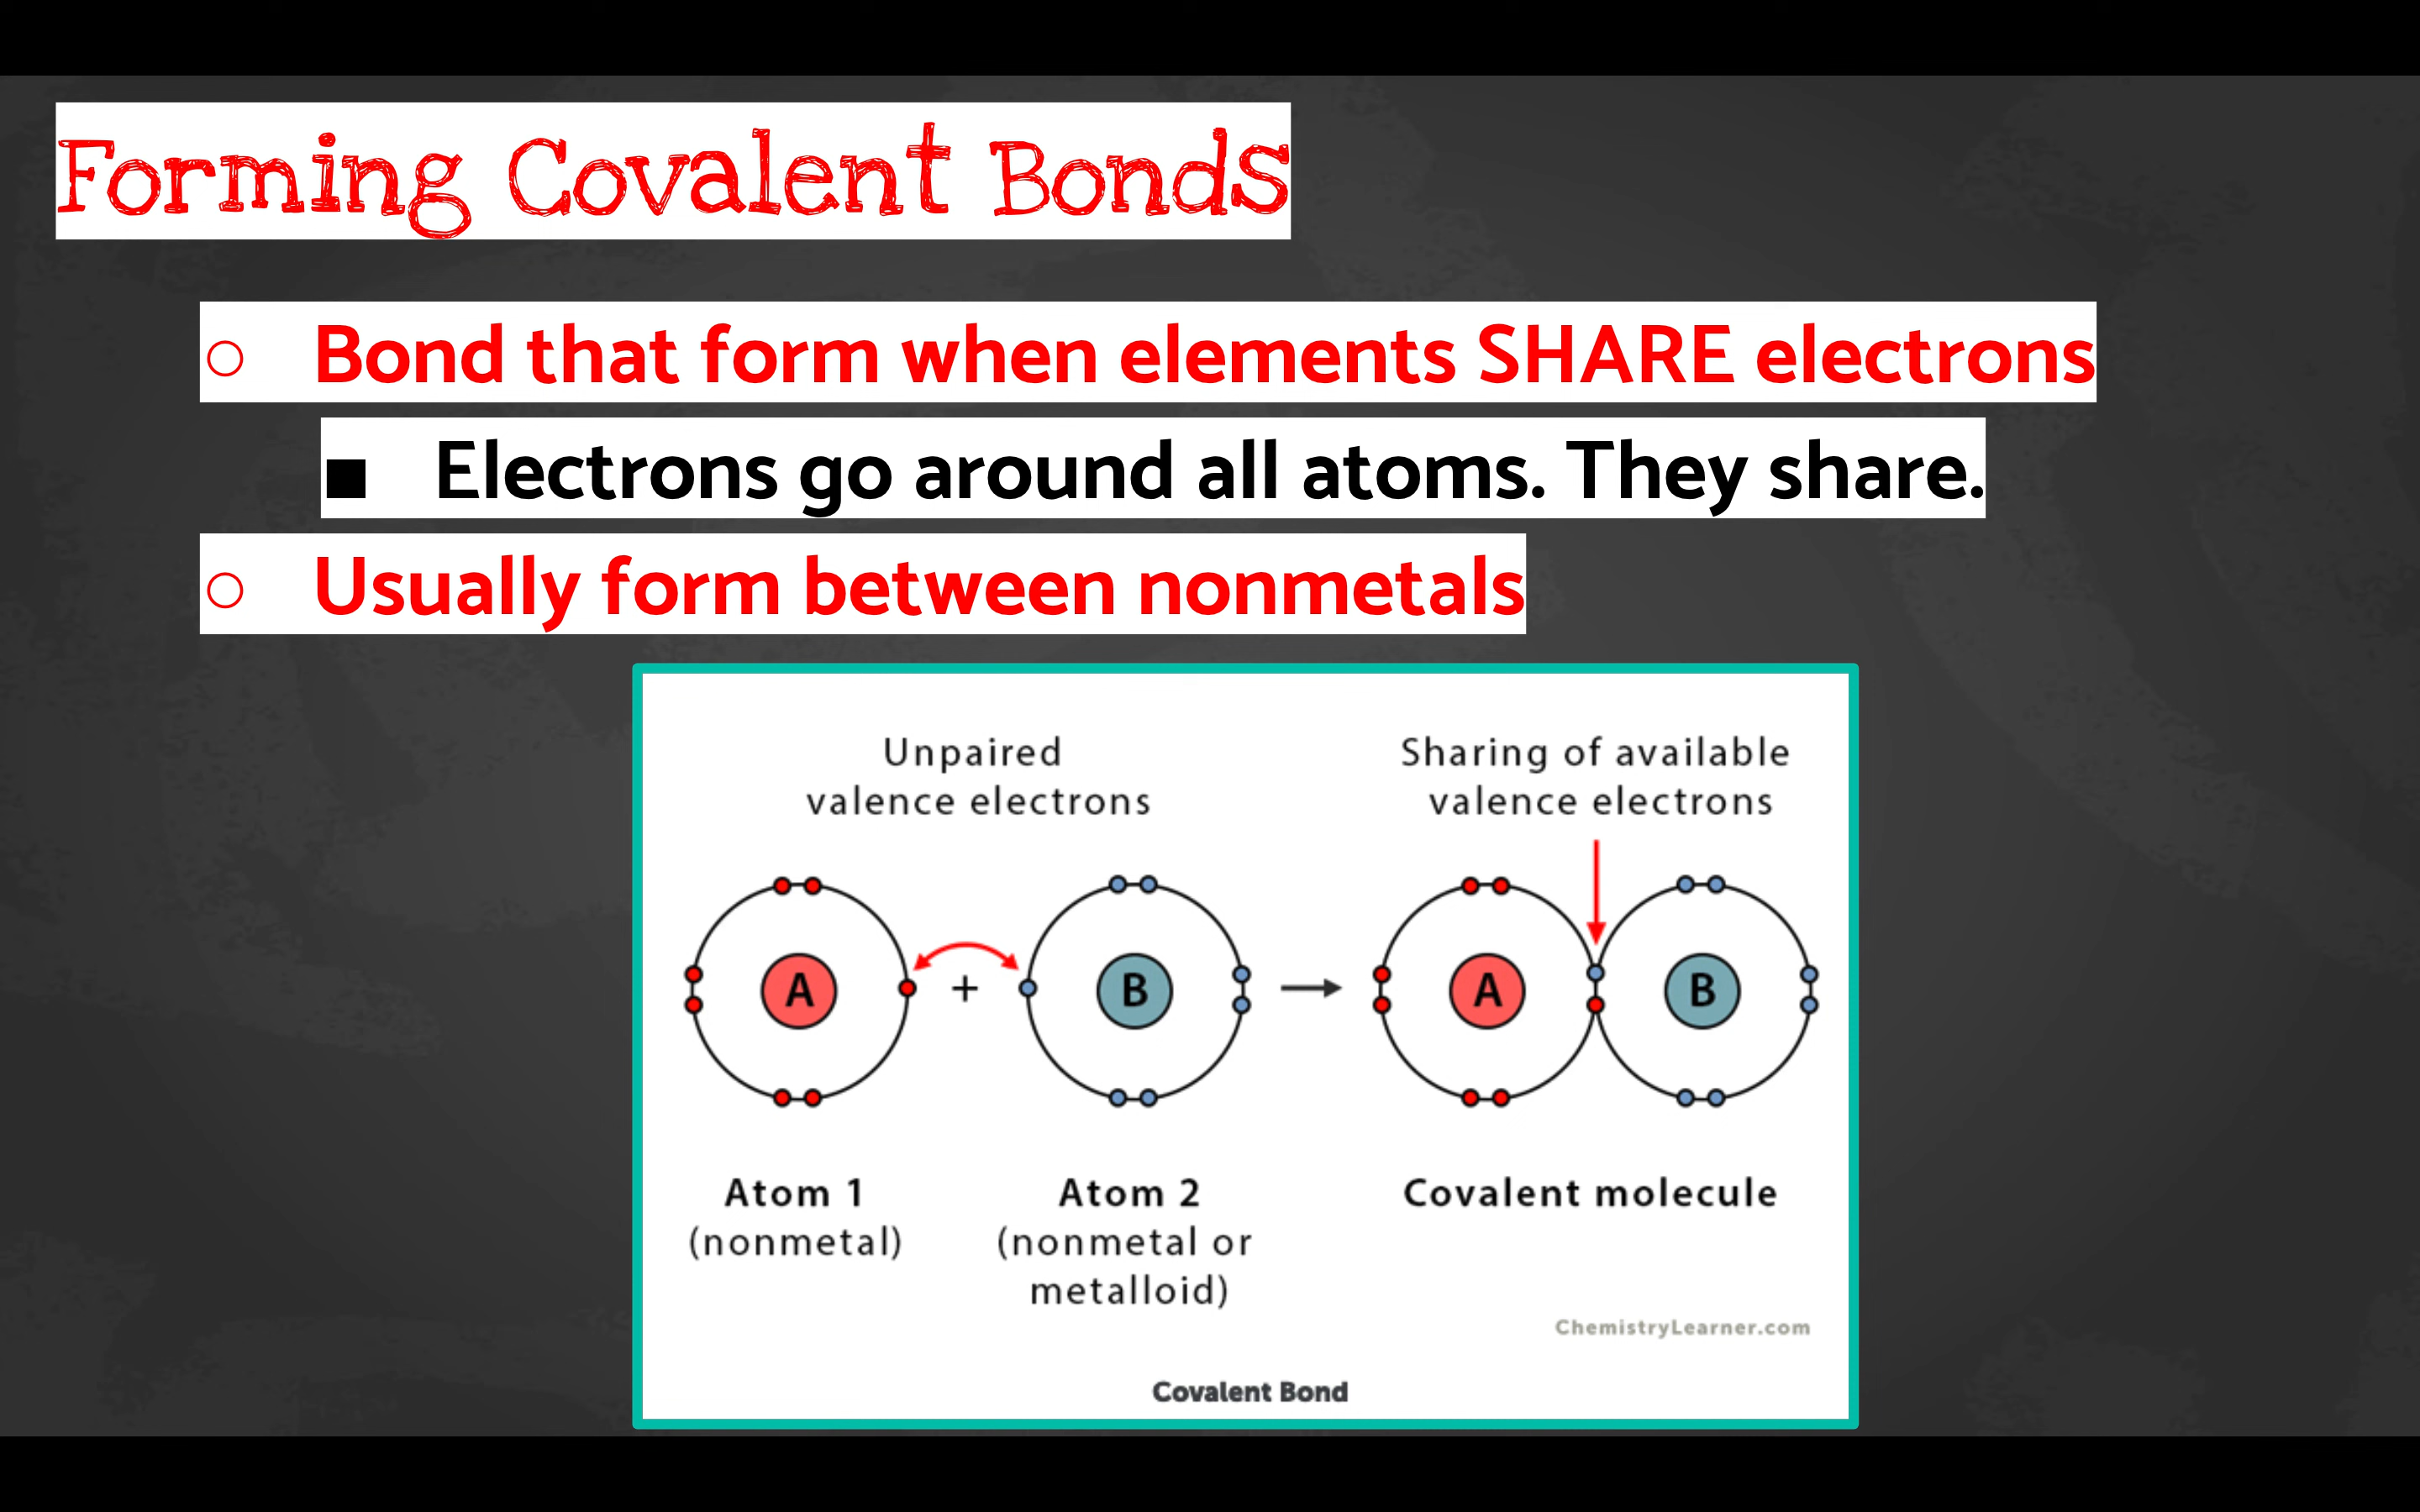 Forming Covalent Bonds
○ Bond that form when elements SHARE electrons
■ Electrons go around all atoms. They share.
○ Usually form between nonmetals
Unpaired
valence electrons
Sharing of available
valence electrons
A
+
B
A
B
Atom 1
(nonmetal)
Atom 2
(nonmetal or
metalloid)
Covalent molecule
ChemistryLearner.com
Covalent Bond